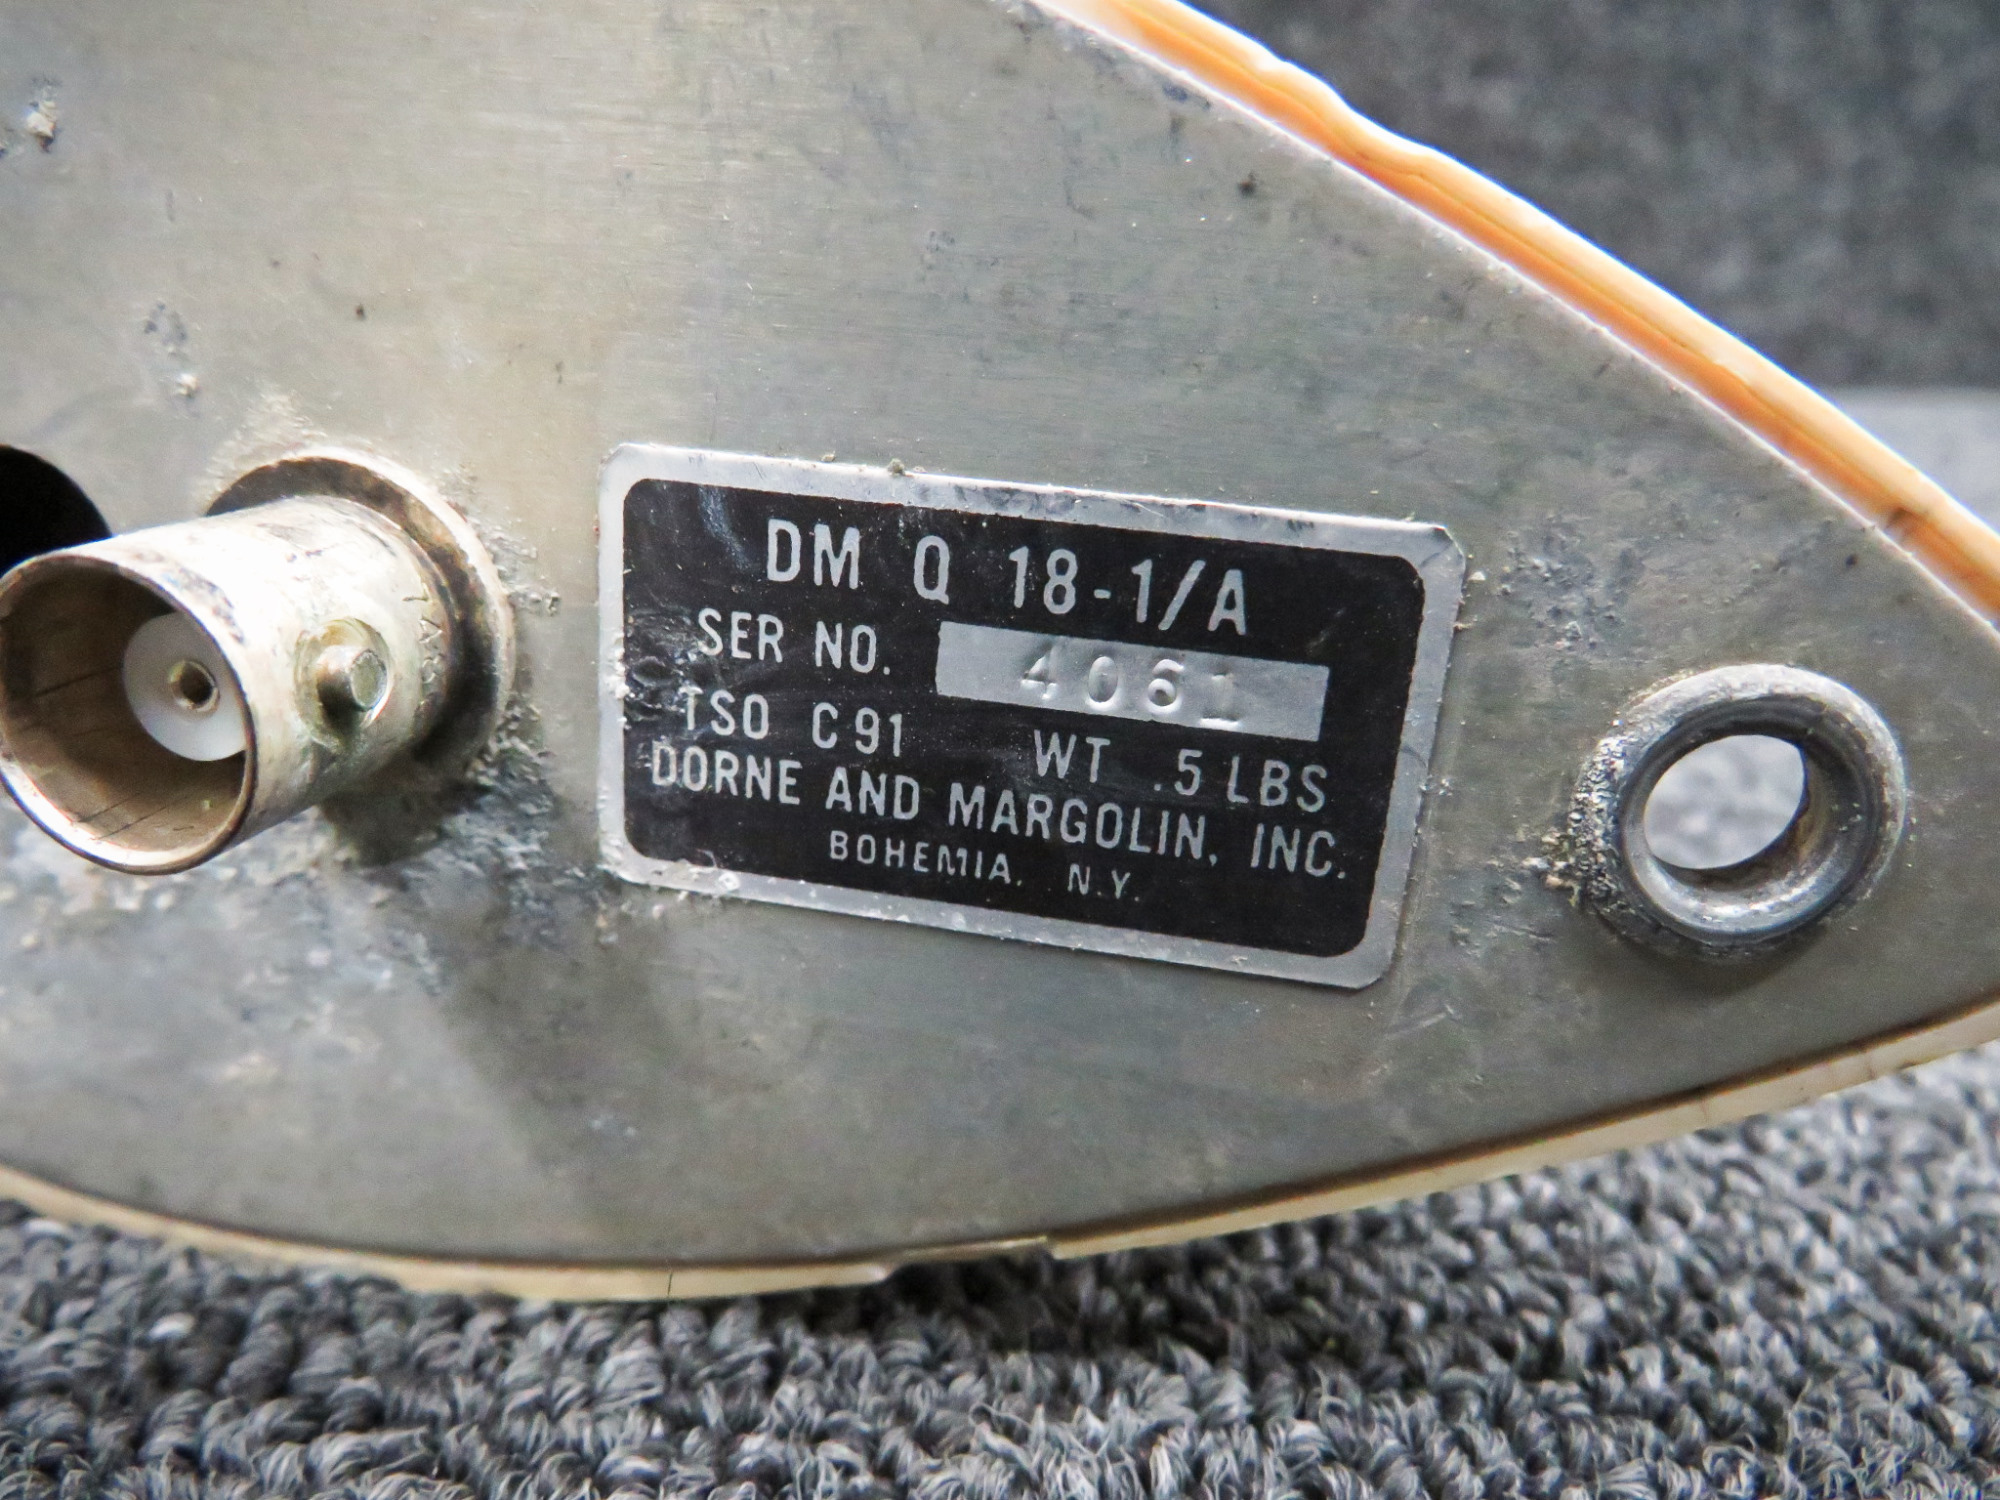 DM Q 18-1/A
SER NO. 4061
TSO C91 WT .5 LBS
DORNE AND MARGOLIN, INC.
BOHEMIA, N.Y.